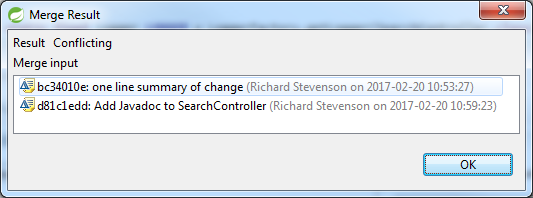 Merge Result
Result Conflicting
Merge input
bc34010e: one line summary of change (Richard Stevenson on 2017-02-20 10:53:27)
d81c1edd: Add Javadoc to SearchController (Richard Stevenson on 2017-02-20 10:59:23)
OK